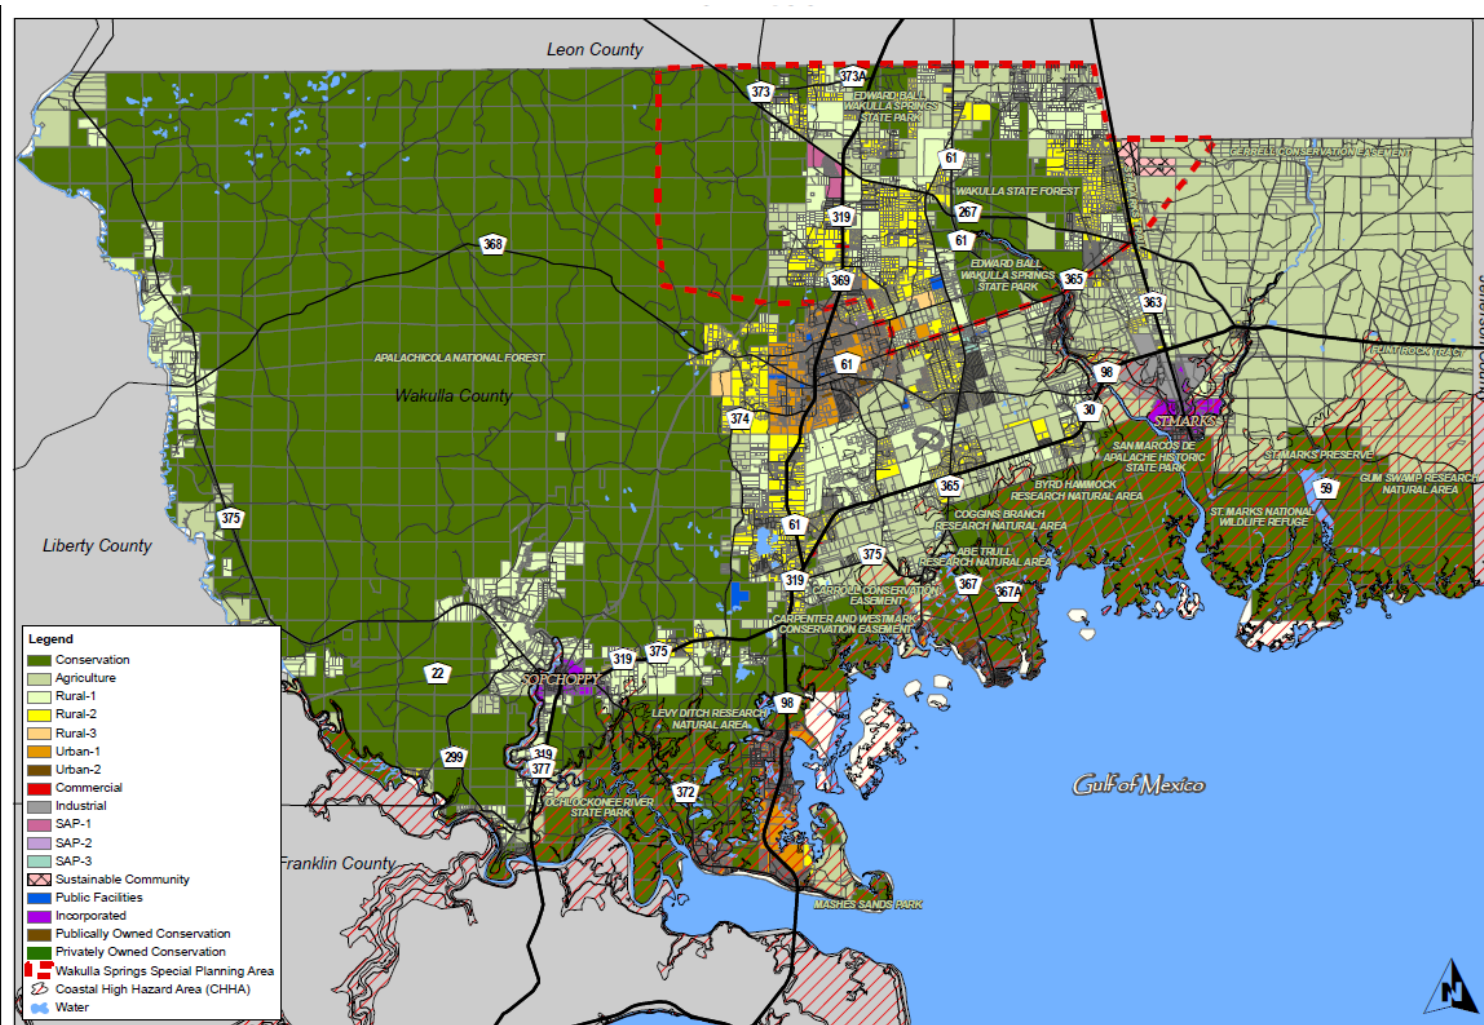 Leon County
373A
373
EDWARD BALL
WAKULLA SPRINGS
STATE PARK
FERRELL CONSERVATION EASEMENT
61
WAKULLA STATE FOREST
319
267
368
61
EDWARD BALL
WAKULLA SPRINGS
STATE PARK
369
365
363
Jefferson County
APALACHICOLA NATIONAL FOREST
61
FLINT ROCK TRACT
98
Wakulla County
374
30
ST.MARKS
SAN MARCOS DE
APALACHE HISTORIC
STATE PARK
ST. MARKS PRESERVE
365
BYRD HAMMOCK
RESEARCH NATURAL AREA
59
GUM SWAMP RESEARCH
NATURAL AREA
375
61
COGGINS BRANCH
RESEARCH NATURAL AREA
ST. MARKS NATIONAL
WILDLIFE REFUGE
Liberty County
375
ABE TRULL
RESEARCH NATURAL AREA
319
367
367A
CARROLL CONSERVATION
EASEMENT
CARPENTER AND WESTMARK
CONSERVATION EASEMENT
319
375
22
SOPCHOPPY
98
LEVY DITCH RESEARCH
NATURAL AREA
299
319
377
Gulf of Mexico
372
OCHLOCKONEE RIVER
STATE PARK
Franklin County
MASHES SANDS PARK
Legend
Conservation
Agriculture
Rural-1
Rural-2
Rural-3
Urban-1
Urban-2
Commercial
Industrial
SAP-1
SAP-2
SAP-3
Sustainable Community
Public Facilities
Incorporated
Publically Owned Conservation
Privately Owned Conservation
Wakulla Springs Special Planning Area
Coastal High Hazard Area (CHHA)
Water
N